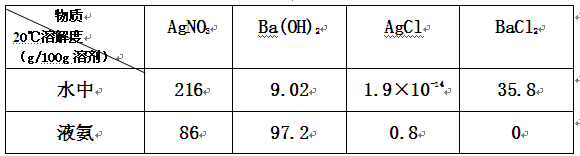 物质
20℃溶解度
(g/100g 溶剂)
AgNO₃ Ba(OH)₂ AgCl BaCl₂
水中 216 9.02 1.9×10⁻¹⁴ 35.8
液氨 86 97.2 0.8 0